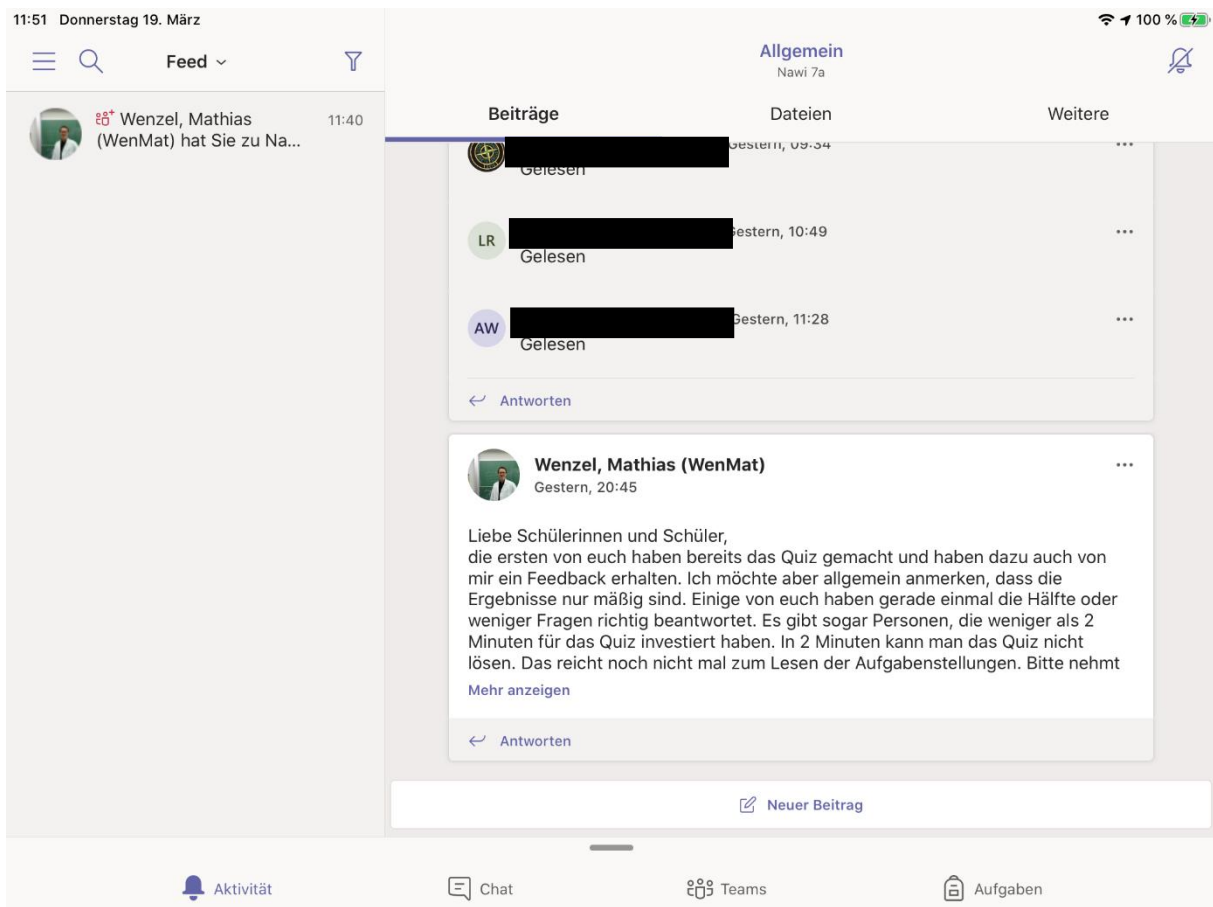 11:51 Donnerstag 19. März
100 %
Feed
Wenzel, Mathias
(WenMat) hat Sie zu Na...
11:40
Allgemein
Nawi 7a
Beiträge
Dateien
Weitere
Gestern, 09:34
Gelesen
LR
Gestern, 10:49
Gelesen
AW
Gestern, 11:28
Gelesen
Antworten
Wenzel, Mathias (WenMat)
Gestern, 20:45
Liebe Schülerinnen und Schüler,
die ersten von euch haben bereits das Quiz gemacht und haben dazu auch von
mir ein Feedback erhalten. Ich möchte aber allgemein anmerken, dass die
Ergebnisse nur mäßig sind. Einige von euch haben gerade einmal die Hälfte oder
weniger Fragen richtig beantwortet. Es gibt sogar Personen, die weniger als 2
Minuten für das Quiz investiert haben. In 2 Minuten kann man das Quiz nicht
lösen. Das reicht noch nicht mal zum Lesen der Aufgabenstellungen. Bitte nehmt
Mehr anzeigen
Antworten
Neuer Beitrag
Aktivität
Chat
Teams
Aufgaben